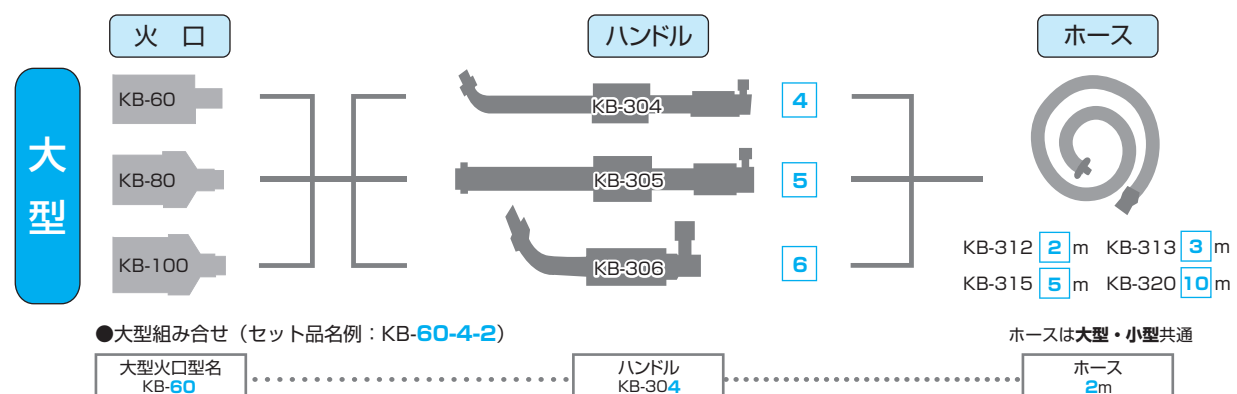 火 口
ハンドル
ホース
大型
KB-60
KB-304
4
KB-80
KB-305
5
KB-100
KB-306
6
KB-312 2 m KB-313 3 m
KB-315 5 m KB-320 10 m
●大型組み合せ（セット品名例：KB-60-4-2）
ホースは大型・小型共通
大型火口型名
KB-60
ハンドル
KB-304
ホース
2m